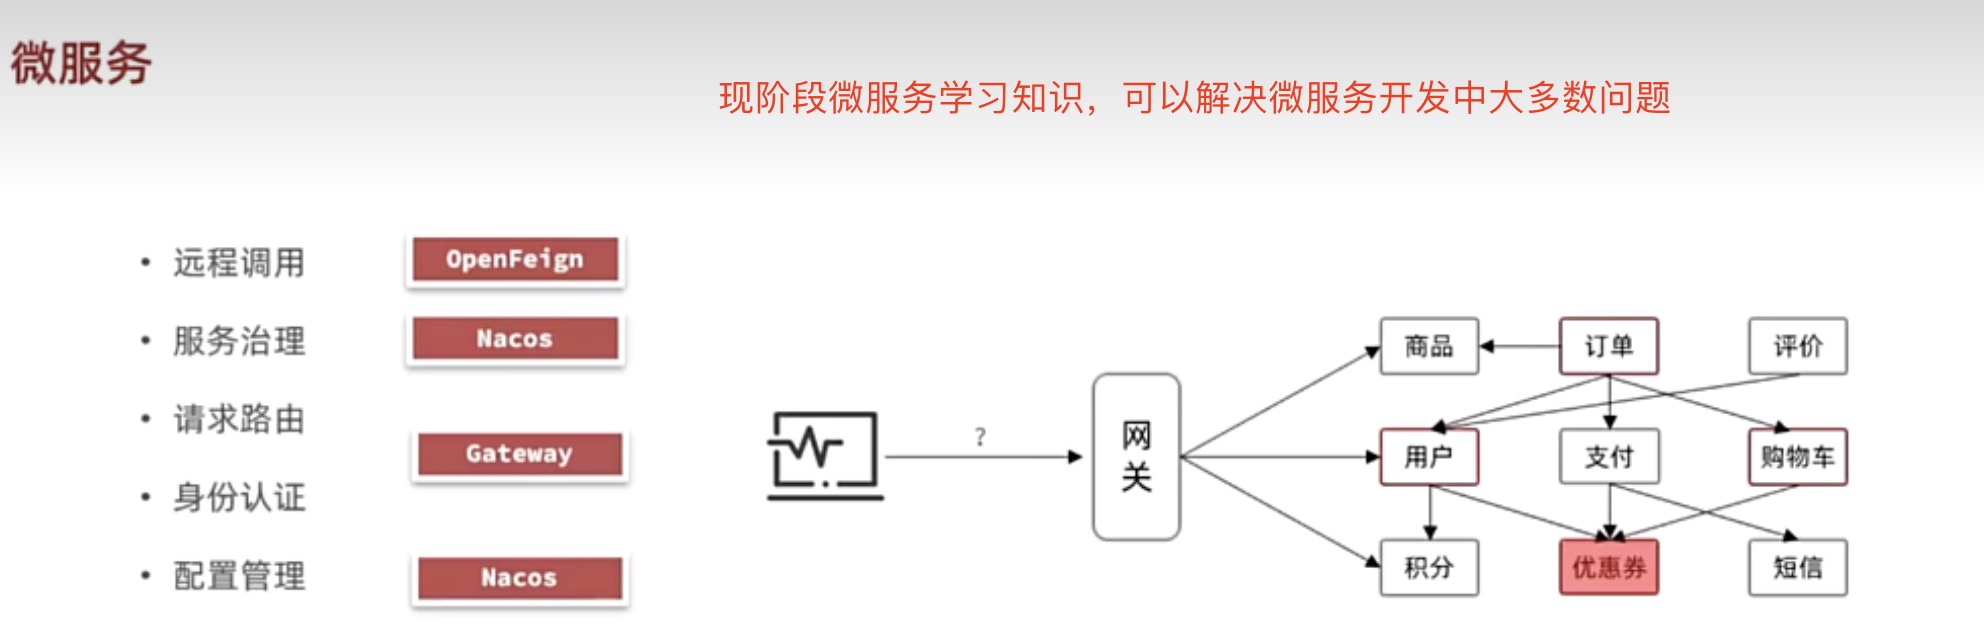 微服务
现阶段微服务学习知识，可以解决微服务开发中大多数问题
• 远程调用
OpenFeign
• 服务治理
Nacos
• 请求路由
Gateway
• 身份认证
• 配置管理
Nacos
?
网
关
商品
订单
评价
用户
支付
购物车
积分
优惠券
短信